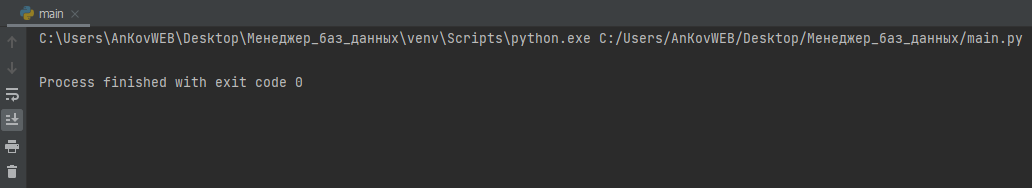 main
C:\Users\AnKovWEB\Desktop\Менеджер_баз_данных\venv\Scripts\python.exe C:/Users/AnKovWEB/Desktop/Менеджер_баз_данных/main.py
Process finished with exit code 0